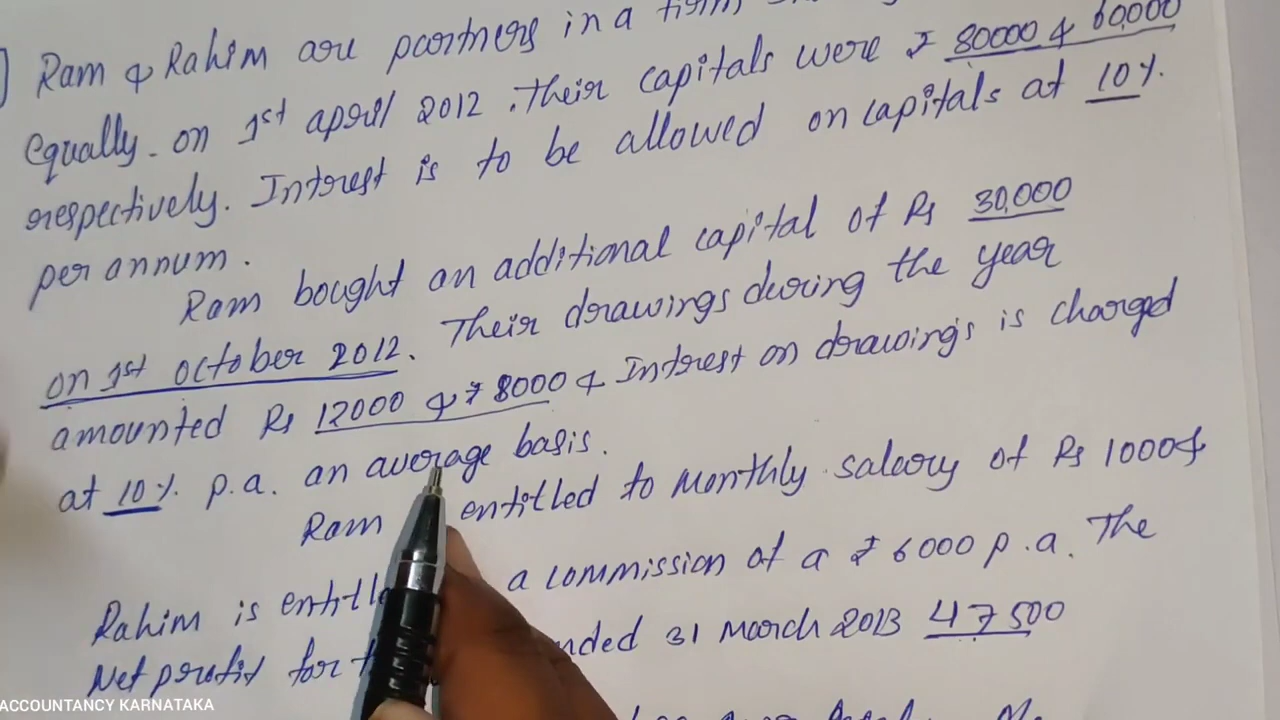 Ram & Rahim are partners in a firm
equally. on 1st april 2012. Their capitals were ₹ 80000 & 60,000
respectively. Interest is to be allowed on capitals at 10%.
per annum.
Ram bought an additional capital of Rs 30,000
on 1st october 2012. Their drawings during the year
amounted Rs 12000 & ₹ 8000 & Interest on drawing's is charged
at 10%. p.a. an average basis.
Ram entitled to Monthly salary of Rs 1000 &
Rahim is a commission of a ₹ 6000 p.a. The
Net profit for 31 March 2013 47500
ACCOUNTANCY KARNATAKA